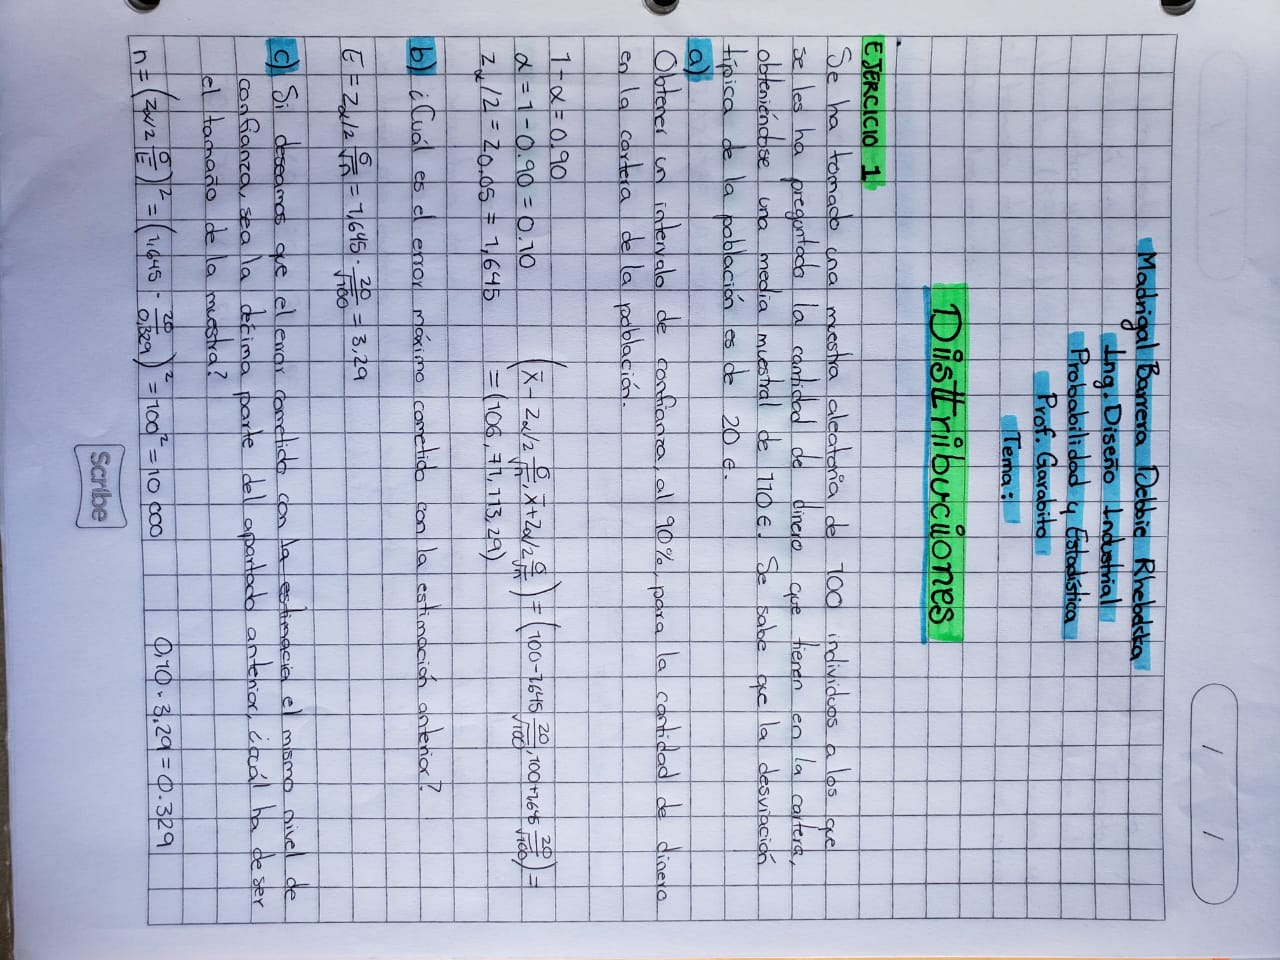 Madrigal Barrera Debbie Rhebecka
Ing. Diseño Industrial
Probabilidad y Estadística
Prof. Garabito
Tema:
Diisttriibuciiones
EJERCICIO 1
Se ha tomado una muestra aleatoria de 100 individuos a los que
se les ha preguntado la cantidad de dinero que tienen en la cartera,
obteniéndose una media muestral de 110 €. Se sabe que la desviación
típica de la población es de 20 €.
a)
Obtener un intervalo de confianza, al 90%, para la cantidad de dinero
en la cartera de la población.
1 - α = 0.90
α = 1 - 0.90 = 0.10
(x̄ - Zα/2 σ/√n, x̄ + Zα/2 σ/√n) = (100 - 1,645 20/√100, 100 + 1,645 20/√100) =
Zα/2 = Z0,05 = 1,645
= (106,71, 113,29)
b) ¿Cuál es el error máximo cometido con la estimación anterior?
E = Zα/2 σ/√n = 1,645 · 20/√100 = 3,29
c) Si deseamos que el error cometido con la estimación el mismo nivel de
confianza, sea la décima parte del apartado anterior, ¿cuál ha de ser
el tamaño de la muestra?
n = (Zα/2 σ/E)² = (1,645 · 20/0,329)² = 100² = 10 000
0,10 · 3,29 = 0.329
Scribe
/ /